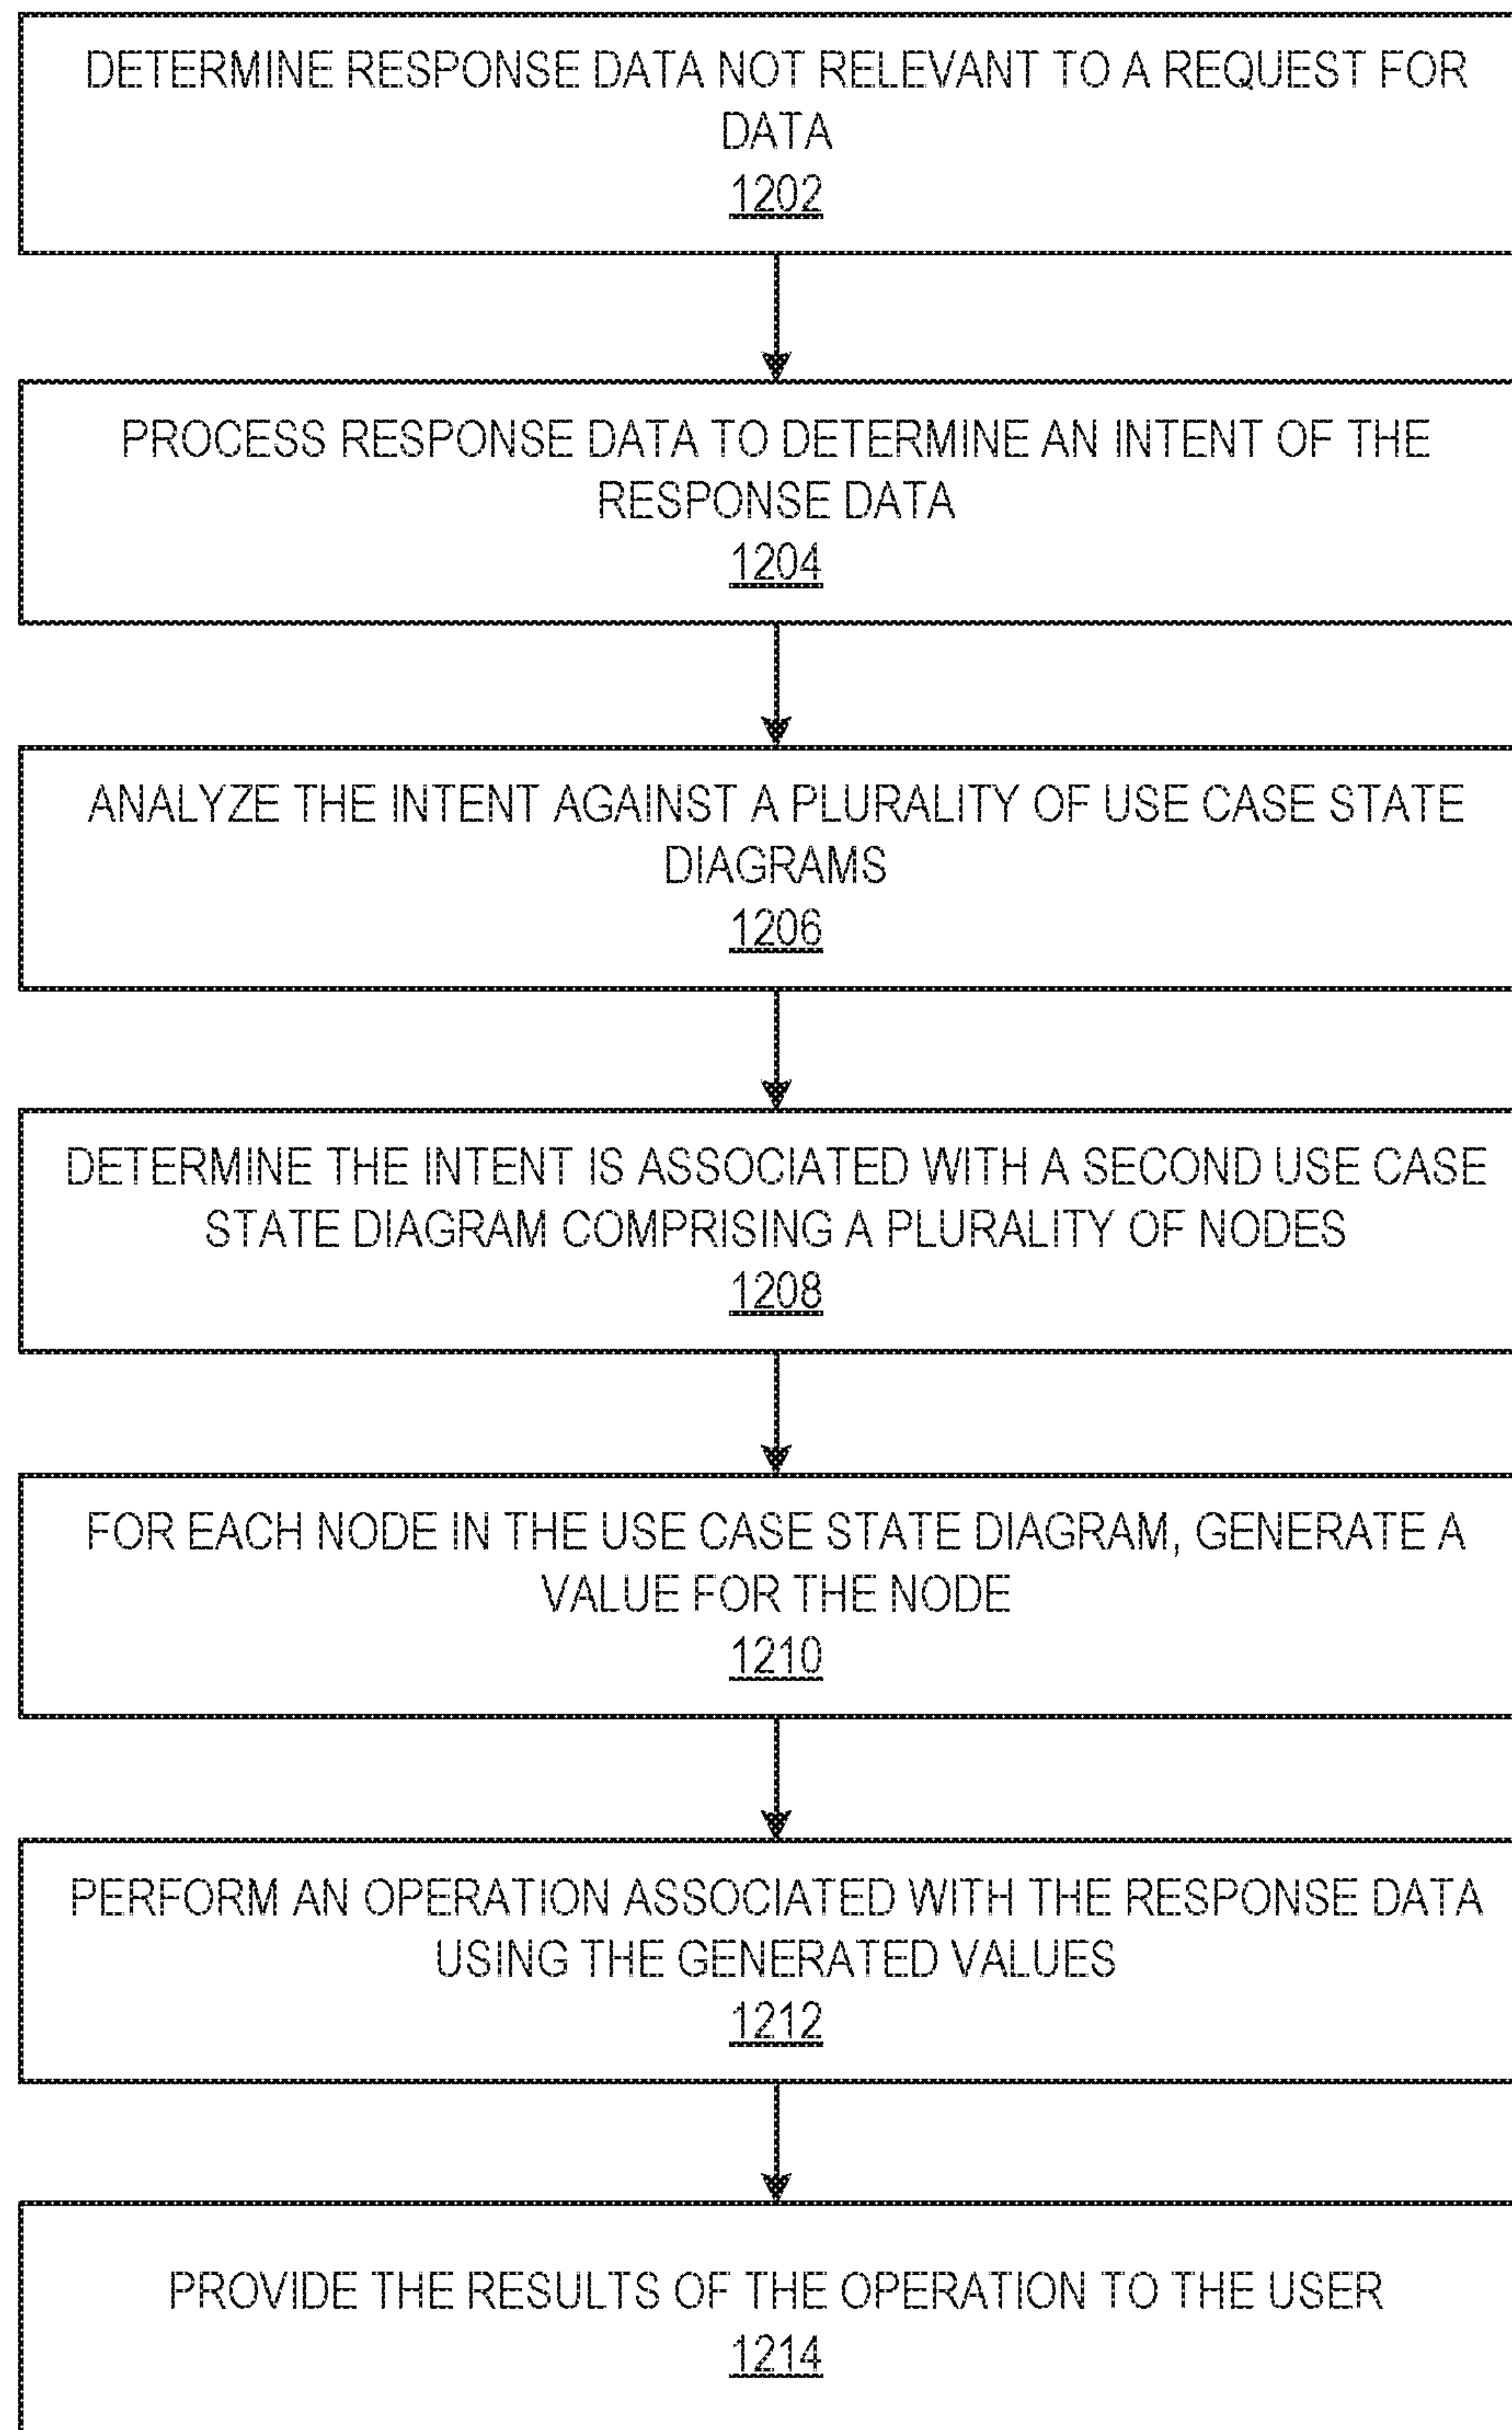 DETERMINE RESPONSE DATA NOT RELEVANT TO A REQUEST FOR
DATA
1202
PROCESS RESPONSE DATA TO DETERMINE AN INTENT OF THE
RESPONSE DATA
1204
ANALYZE THE INTENT AGAINST A PLURALITY OF USE CASE STATE
DIAGRAMS
1206
DETERMINE THE INTENT IS ASSOCIATED WITH A SECOND USE CASE
STATE DIAGRAM COMPRISING A PLURALITY OF NODES
1208
FOR EACH NODE IN THE USE CASE STATE DIAGRAM, GENERATE A
VALUE FOR THE NODE
1210
PERFORM AN OPERATION ASSOCIATED WITH THE RESPONSE DATA
USING THE GENERATED VALUES
1212
PROVIDE THE RESULTS OF THE OPERATION TO THE USER
1214